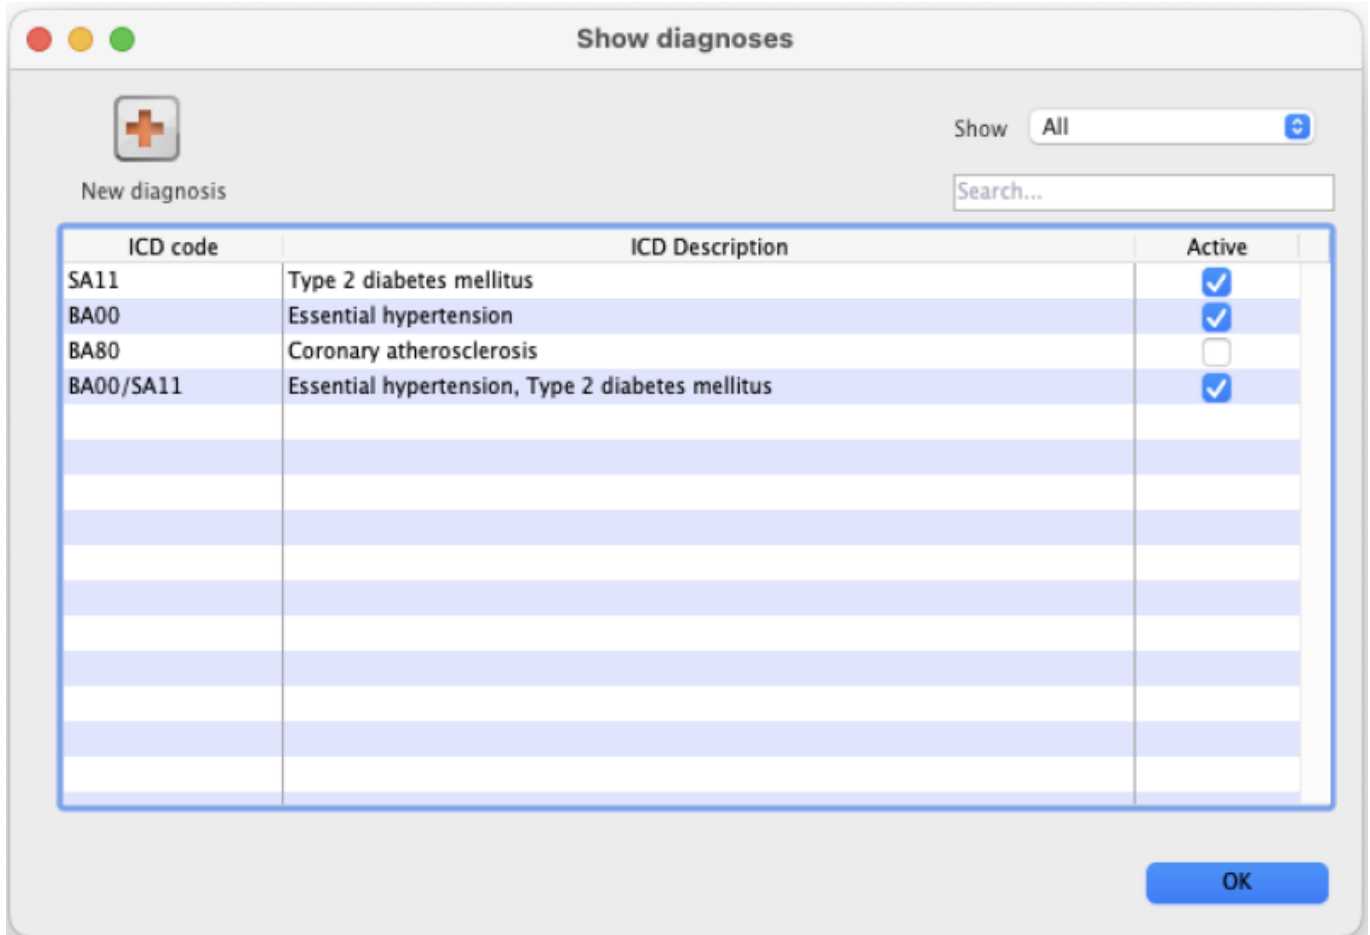 Show diagnoses
Show All
New diagnosis
Search...
ICD code ICD Description Active
SA11 Type 2 diabetes mellitus
BA00 Essential hypertension
BA80 Coronary atherosclerosis
BA00/SA11 Essential hypertension, Type 2 diabetes mellitus
OK